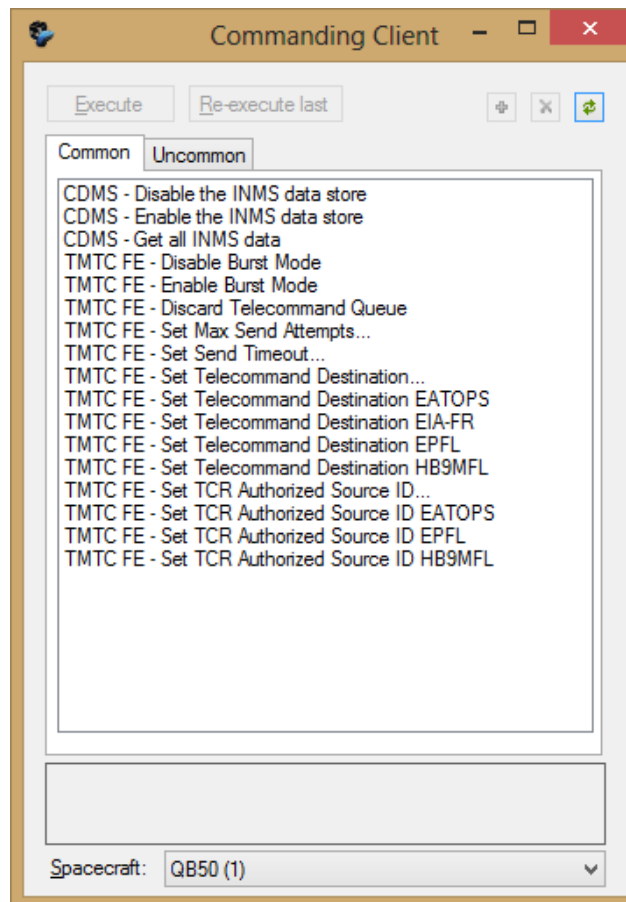 Commanding Client
Execute Re-execute last
Common Uncommon
CDMS - Disable the INMS data store
CDMS - Enable the INMS data store
CDMS - Get all INMS data
TMTC FE - Disable Burst Mode
TMTC FE - Enable Burst Mode
TMTC FE - Discard Telecommand Queue
TMTC FE - Set Max Send Attempts...
TMTC FE - Set Send Timeout...
TMTC FE - Set Telecommand Destination...
TMTC FE - Set Telecommand Destination EATOPS
TMTC FE - Set Telecommand Destination EIA-FR
TMTC FE - Set Telecommand Destination EPFL
TMTC FE - Set Telecommand Destination HB9MFL
TMTC FE - Set TCR Authorized Source ID...
TMTC FE - Set TCR Authorized Source ID EATOPS
TMTC FE - Set TCR Authorized Source ID EPFL
TMTC FE - Set TCR Authorized Source ID HB9MFL
Spacecraft: QB50 (1)